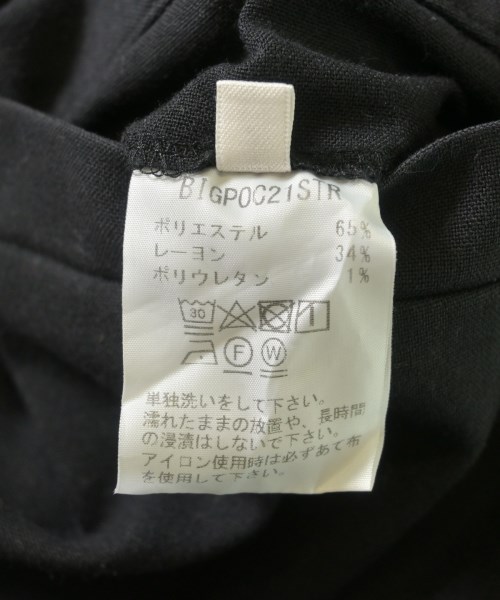 BIGPOC21STR
ポリエステル 65%
レーヨン 34%
ポリウレタン 1%
30
F W
単独洗いをして下さい。
濡れたままの放置や、長時間
の浸漬はしないで下さい。
アイロン使用時は必ずあて布
を使用して下さい。